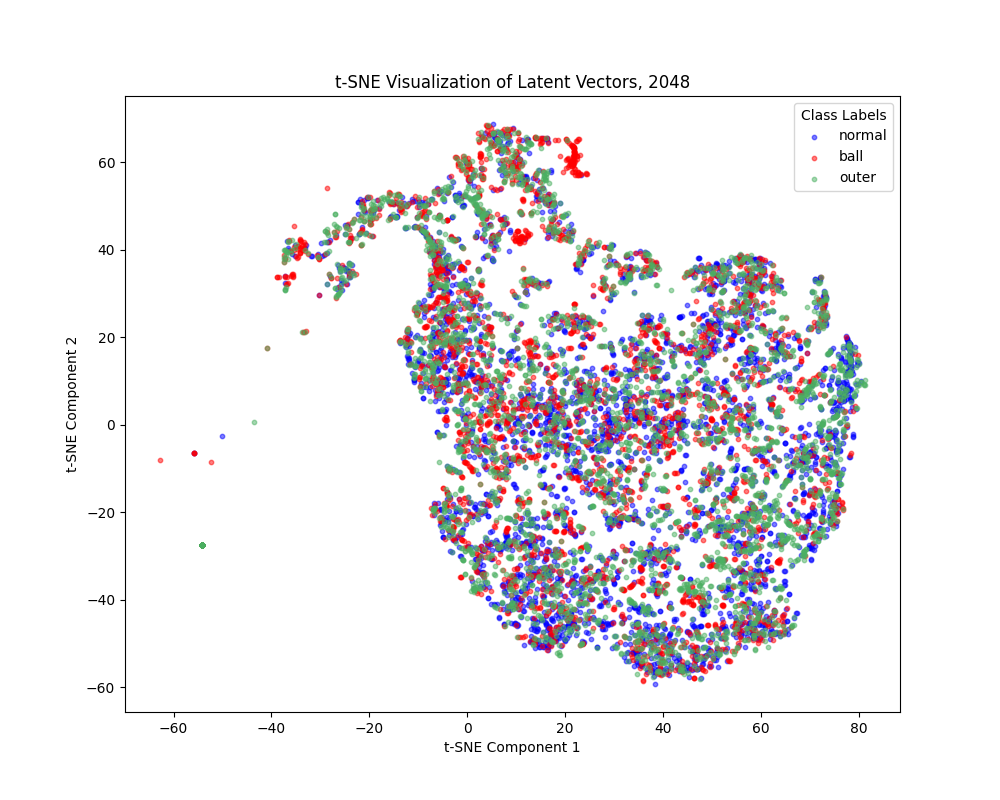 t-SNE Visualization of Latent Vectors, 2048
Class Labels
normal
ball
outer
60
40
20
0
−20
−40
−60
t-SNE Component 2
−60 −40 −20 0 20 40 60 80
t-SNE Component 1